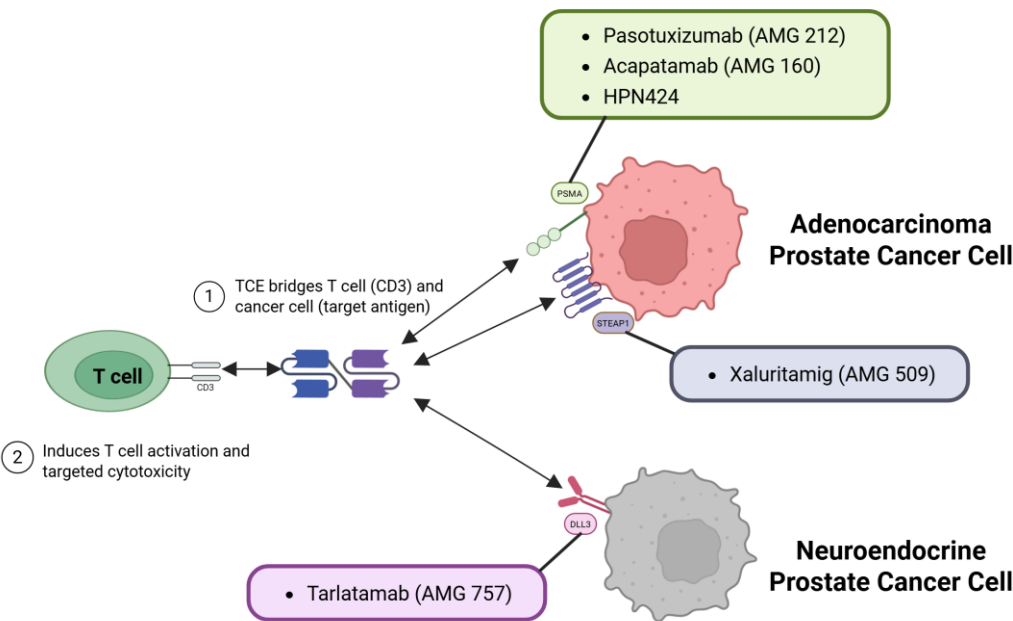 • Pasotuxizumab (AMG 212)
• Acapatamab (AMG 160)
• HPN424
PSMA
Adenocarcinoma
Prostate Cancer Cell
1 TCE bridges T cell (CD3) and
cancer cell (target antigen)
STEAP1
T cell
CD3
• Xaluritamig (AMG 509)
2 Induces T cell activation and
targeted cytotoxicity
DLL3
Neuroendocrine
Prostate Cancer Cell
• Tarlatamab (AMG 757)